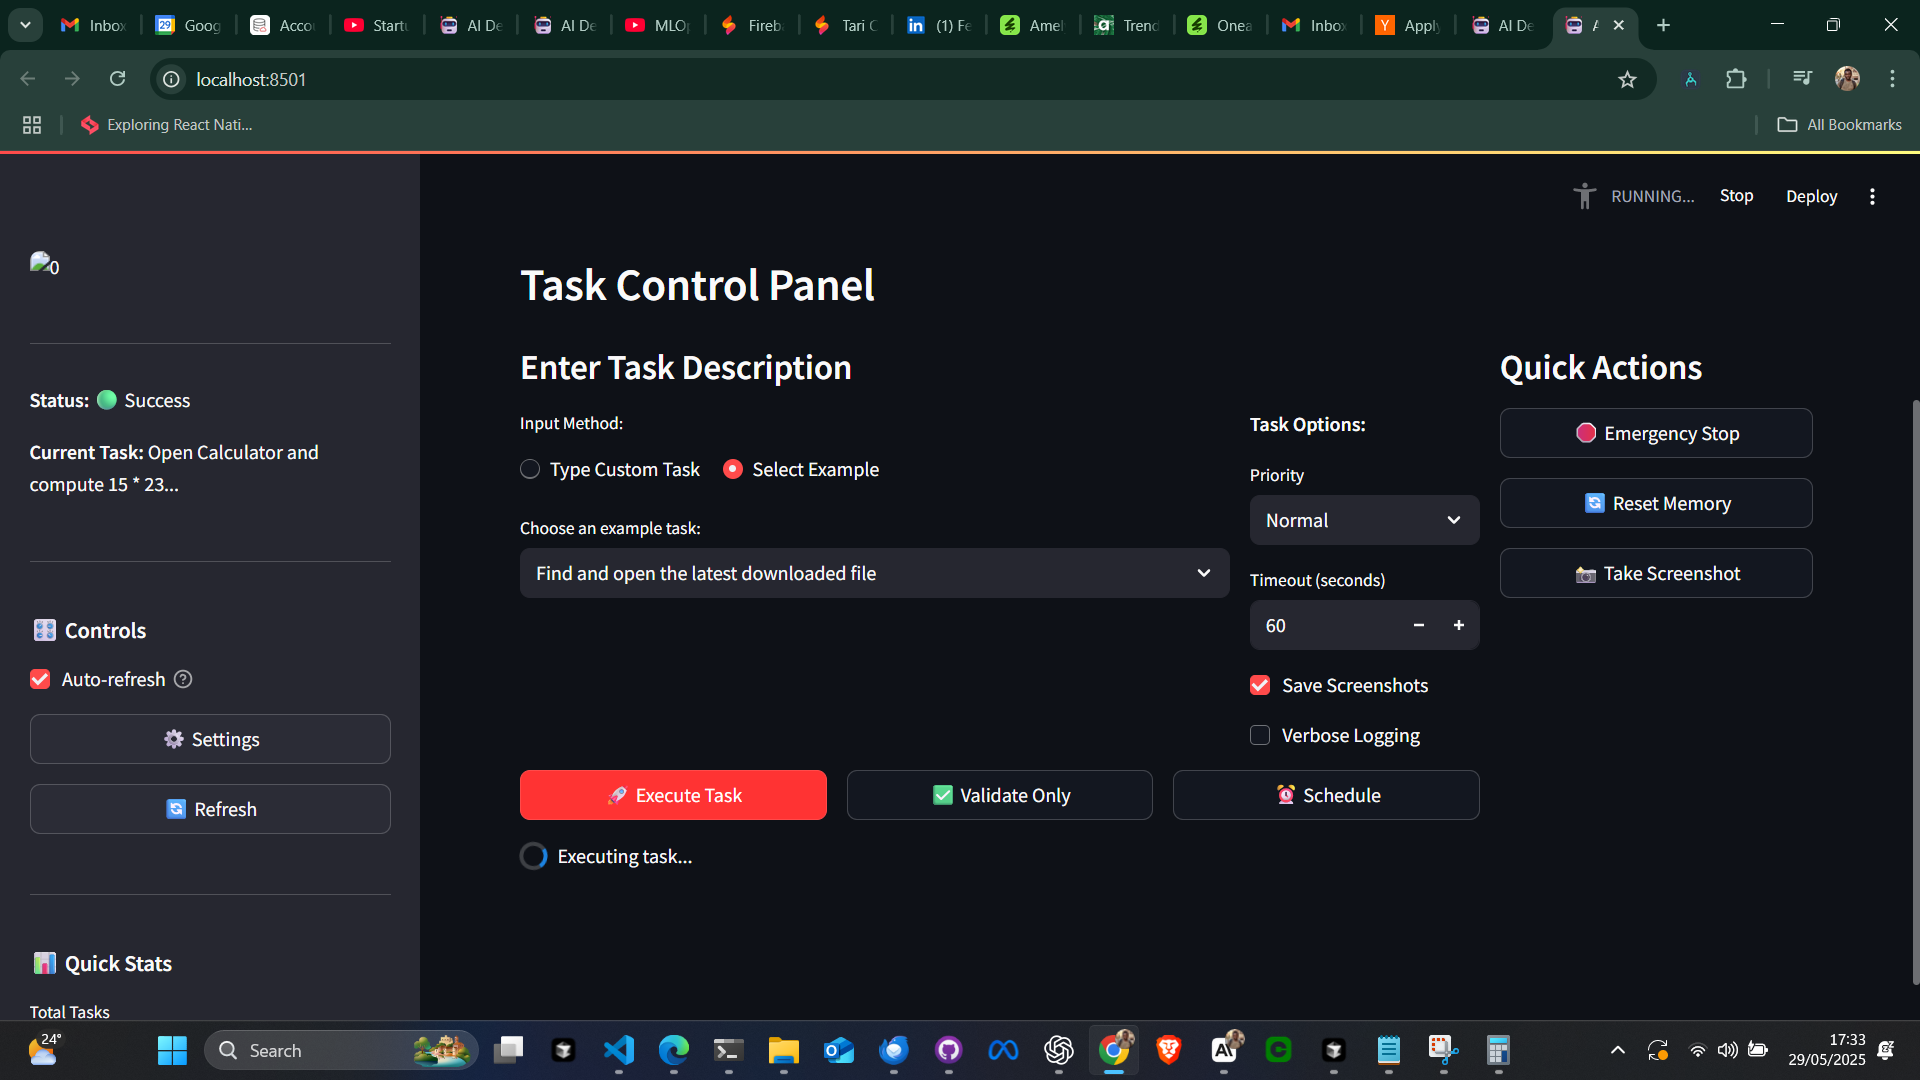 Inbox
Goog
Acco
Startu
AI De
AI De
MLOp
Fireb
Tari C
(1) Fe
Amel
Trend
Onea
Inbox
Apply
AI De
A
localhost:8501
Exploring React Nati...
All Bookmarks
RUNNING...
Stop
Deploy
0
Task Control Panel
Enter Task Description
Quick Actions
Status: Success
Current Task: Open Calculator and
compute 15 * 23...
Input Method:
Type Custom Task
Select Example
Choose an example task:
Find and open the latest downloaded file
Task Options:
Priority
Normal
Timeout (seconds)
60
Save Screenshots
Verbose Logging
Emergency Stop
Reset Memory
Take Screenshot
Controls
Auto-refresh
Settings
Refresh
Execute Task
Validate Only
Schedule
Executing task...
Quick Stats
Total Tasks
24°
Search
17:33
29/05/2025